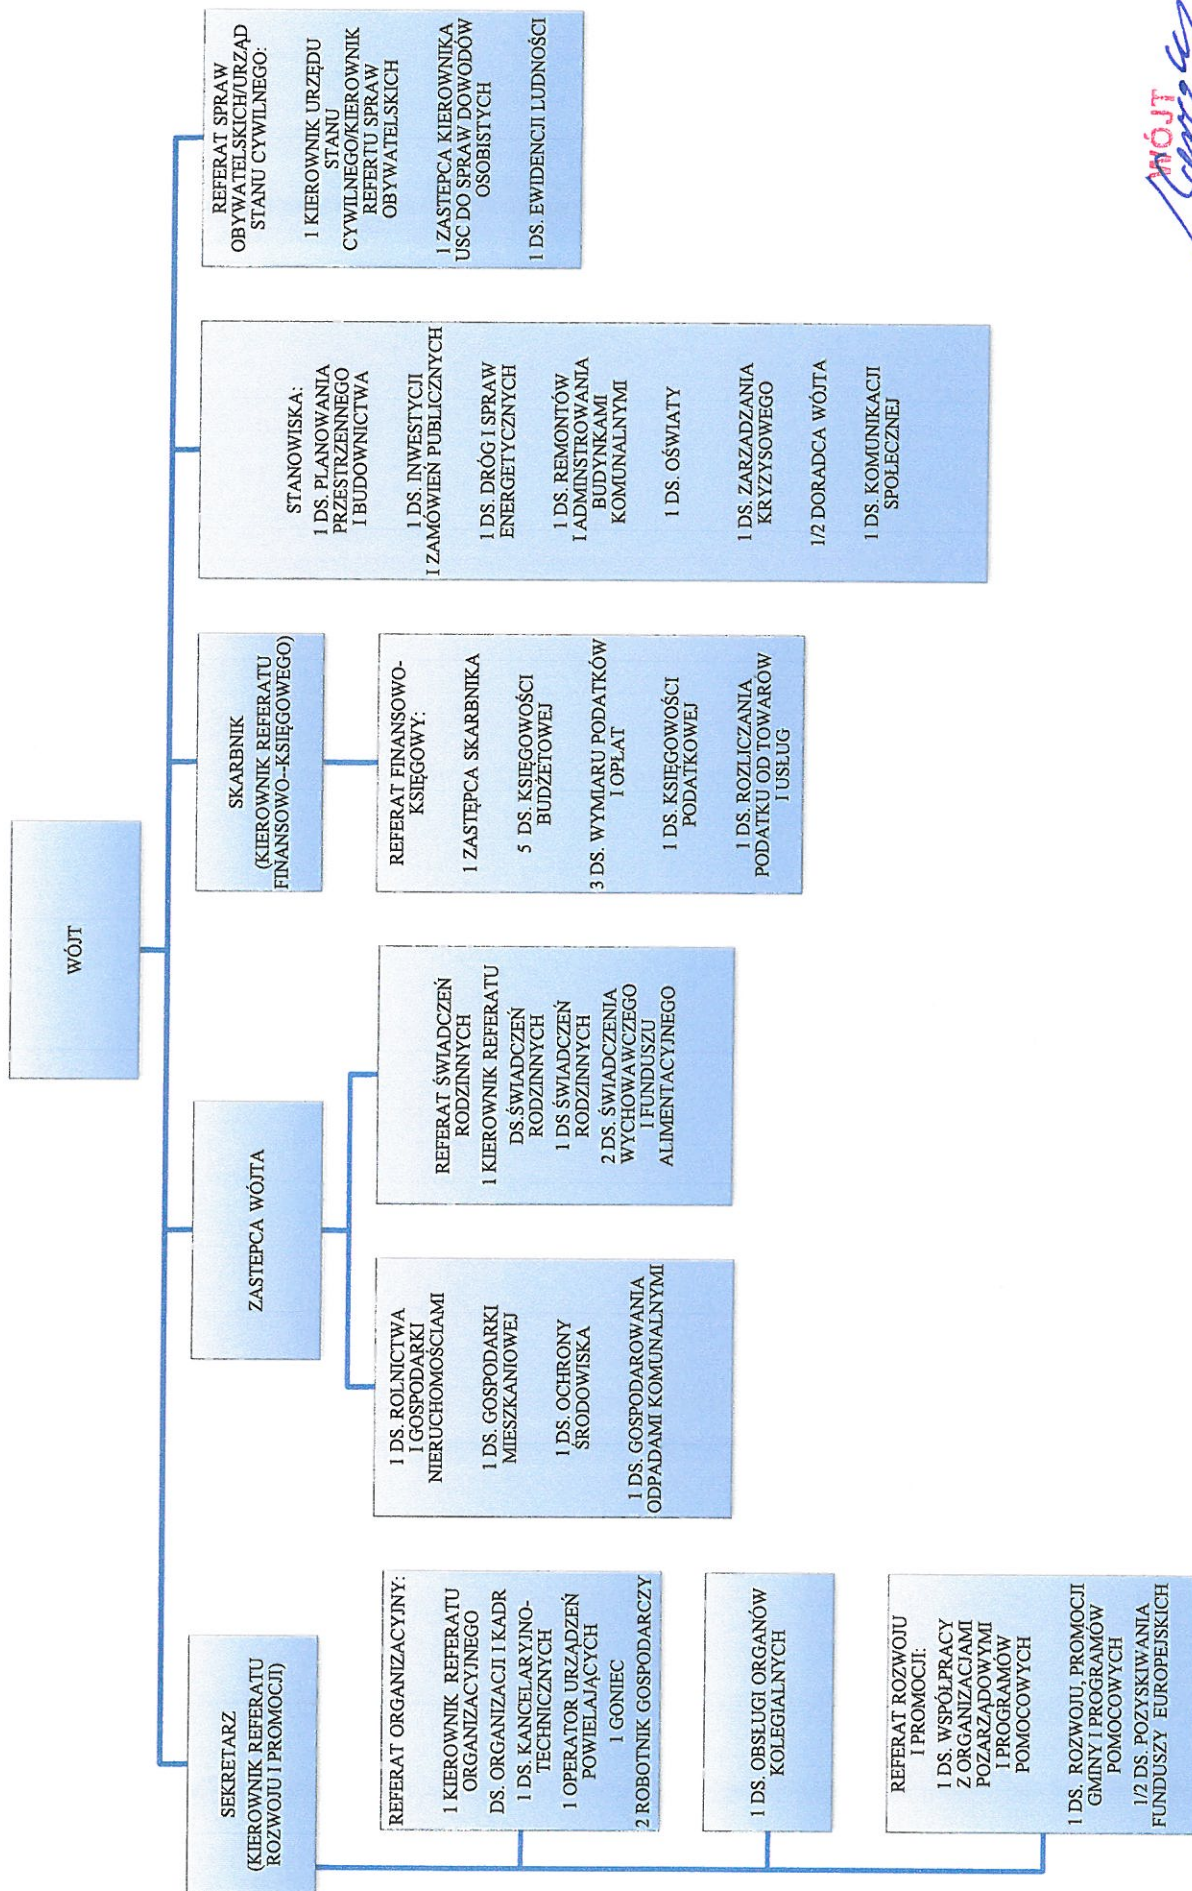 WÓJT
SEKRETARZ
(KIEROWNIK REFERATU
ROZWOJU I PROMOCJI)
ZASTEPCA WÓJTA
SKARBNIK
(KIEROWNIK REFERATU
FINANSOWO--KSIĘGOWEGO)
STANOWISKA:
1 DS. PLANOWANIA
PRZESTRZENNEGO
I BUDOWNICTWA
1 DS. INWESTYCJI
I ZAMÓWIEŃ PUBLICZNYCH
1 DS. DRÓG I SPRAW
ENERGETYCZNYCH
1 DS. REMONTÓW
I ADMINSTROWANIA
BUDYNKAMI
KOMUNALNYMI
1 DS. OŚWIATY
1 DS. ZARZADZANIA
KRYZYSOWEGO
1/2 DORADCA WÓJTA
1 DS. KOMUNIKACJI
SPOŁECZNEJ
REFERAT SPRAW
OBYWATELSKICH/URZĄD
STANU CYWILNEGO:
1 KIEROWNIK URZĘDU
STANU
CYWILNEGO/KIEROWNIK
REFERTU SPRAW
OBYWATELSKICH
1 ZASTEPCA KIEROWNIKA
USC DO SPRAW DOWODÓW
OSOBISTYCH
1 DS. EWIDENCJI LUDNOŚCI
REFERAT ORGANIZACYJNY:
1 KIEROWNIK REFERATU
ORGANIZACYJNEGO
DS. ORGANIZACJI I KADR
1 DS. KANCELARYJNO-
TECHNICZNYCH
1 OPERATOR URZĄDZEŃ
POWIELAJĄCYCH
1 GONIEC
2 ROBOTNIK GOSPODARCZY
1 DS. OBSŁUGI ORGANÓW
KOLEGIALNYCH
REFERAT ROZWOJU
I PROMOCJI:
1 DS. WSPÓŁPRACY
Z ORGANIZACJAMI
POZARZĄDOWYMI
I PROGRAMÓW
POMOCOWYCH
1 DS. ROZWOJU, PROMOCJI
GMINY I PROGRAMÓW
POMOCOWYCH
1/2 DS. POZYSKIWANIA
FUNDUSZY EUROPEJSKICH
1 DS. ROLNICTWA
I GOSPODARKI
NIERUCHOMOŚCIAMI
1 DS. GOSPODARKI
MIESZKANIOWEJ
1 DS. OCHRONY
ŚRODOWISKA
1 DS. GOSPODAROWANIA
ODPADAMI KOMUNALNYMI
REFERAT ŚWIADCZEŃ
RODZINNYCH
1 KIEROWNIK REFERATU
DS.ŚWIADCZEŃ
RODZINNYCH
1 DS ŚWIADCZEŃ
RODZINNYCH
2 DS. ŚWIADCZENIA
WYCHOWAWCZEGO
I FUNDUSZU
ALIMENTACYJNEGO
REFERAT FINANSOWO-
KSIĘGOWY:
1 ZASTĘPCA SKARBNIKA
5 DS. KSIĘGOWOŚCI
BUDŻETOWEJ
3 DS. WYMIARU PODATKÓW
I OPŁAT
1 DS. KSIĘGOWOŚCI
PODATKOWEJ
1 DS. ROZLICZANIA
PODATKU OD TOWARÓW
I USŁUG
WÓJT